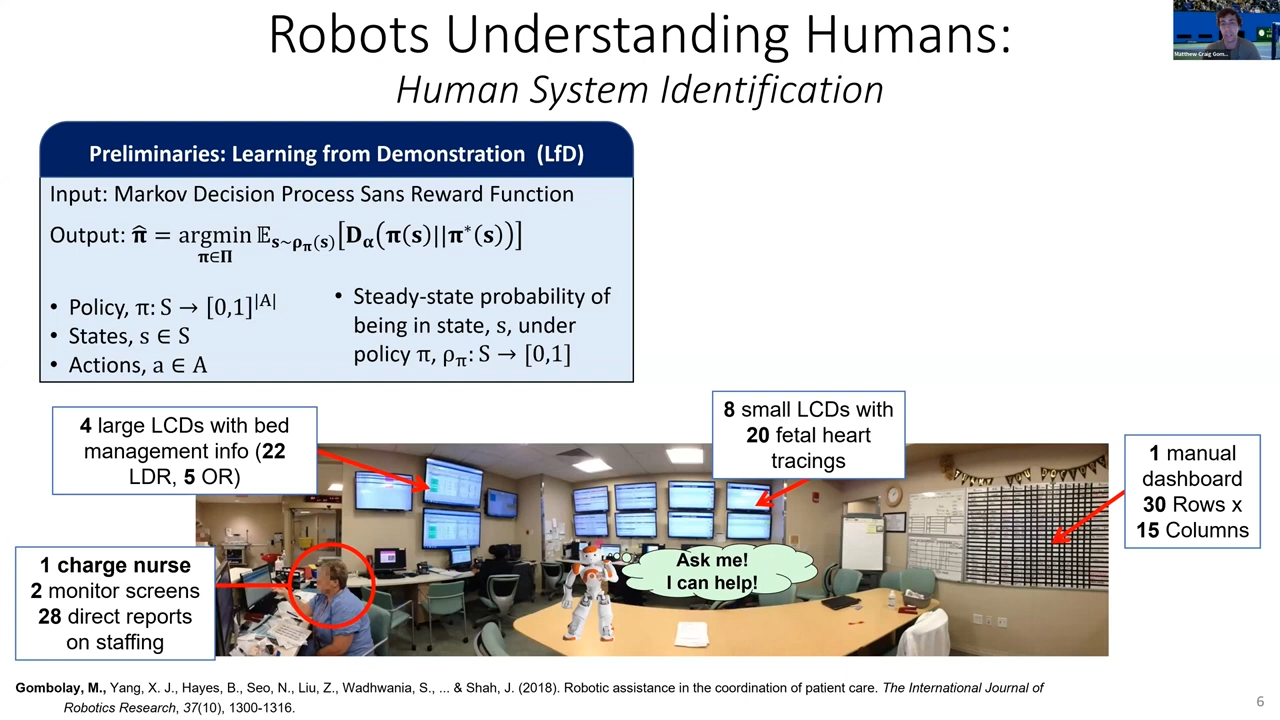 Robots Understanding Humans:
Human System Identification
Matthew Craig Gom...
Preliminaries: Learning from Demonstration (LfD)
Input: Markov Decision Process Sans Reward Function
Output: π̂ = argmin 𝔼s~ρπ(s)[Dα(π(s)||π*(s))]
π∈Π
• Policy, π: S → [0,1]^|A|
• States, s ∈ S
• Actions, a ∈ A
• Steady-state probability of
being in state, s, under
policy π, ρπ: S → [0,1]
4 large LCDs with bed
management info (22
LDR, 5 OR)
8 small LCDs with
20 fetal heart
tracings
1 manual
dashboard
30 Rows x
15 Columns
1 charge nurse
2 monitor screens
28 direct reports
on staffing
Ask me!
I can help!
Gombolay, M., Yang, X. J., Hayes, B., Seo, N., Liu, Z., Wadhwania, S., ... & Shah, J. (2018). Robotic assistance in the coordination of patient care. The International Journal of
Robotics Research, 37(10), 1300-1316.
6